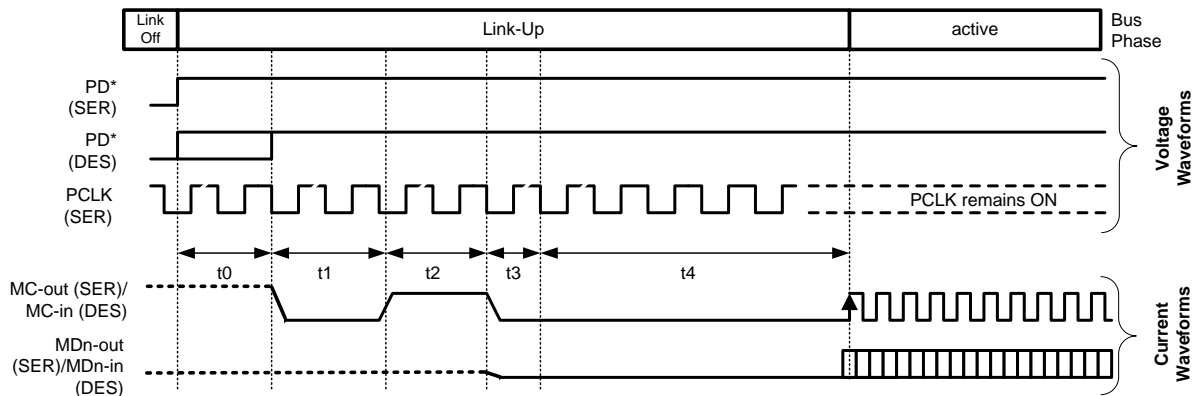 Link
Off
Link-Up
active
Bus
Phase
PD*
(SER)
PD*
(DES)
PCLK
(SER)
PCLK remains ON
Voltage
Waveforms
t0
t1
t2
t3
t4
MC-out (SER)/
MC-in (DES)
MDn-out
(SER)/MDn-in
(DES)
Current
Waveforms